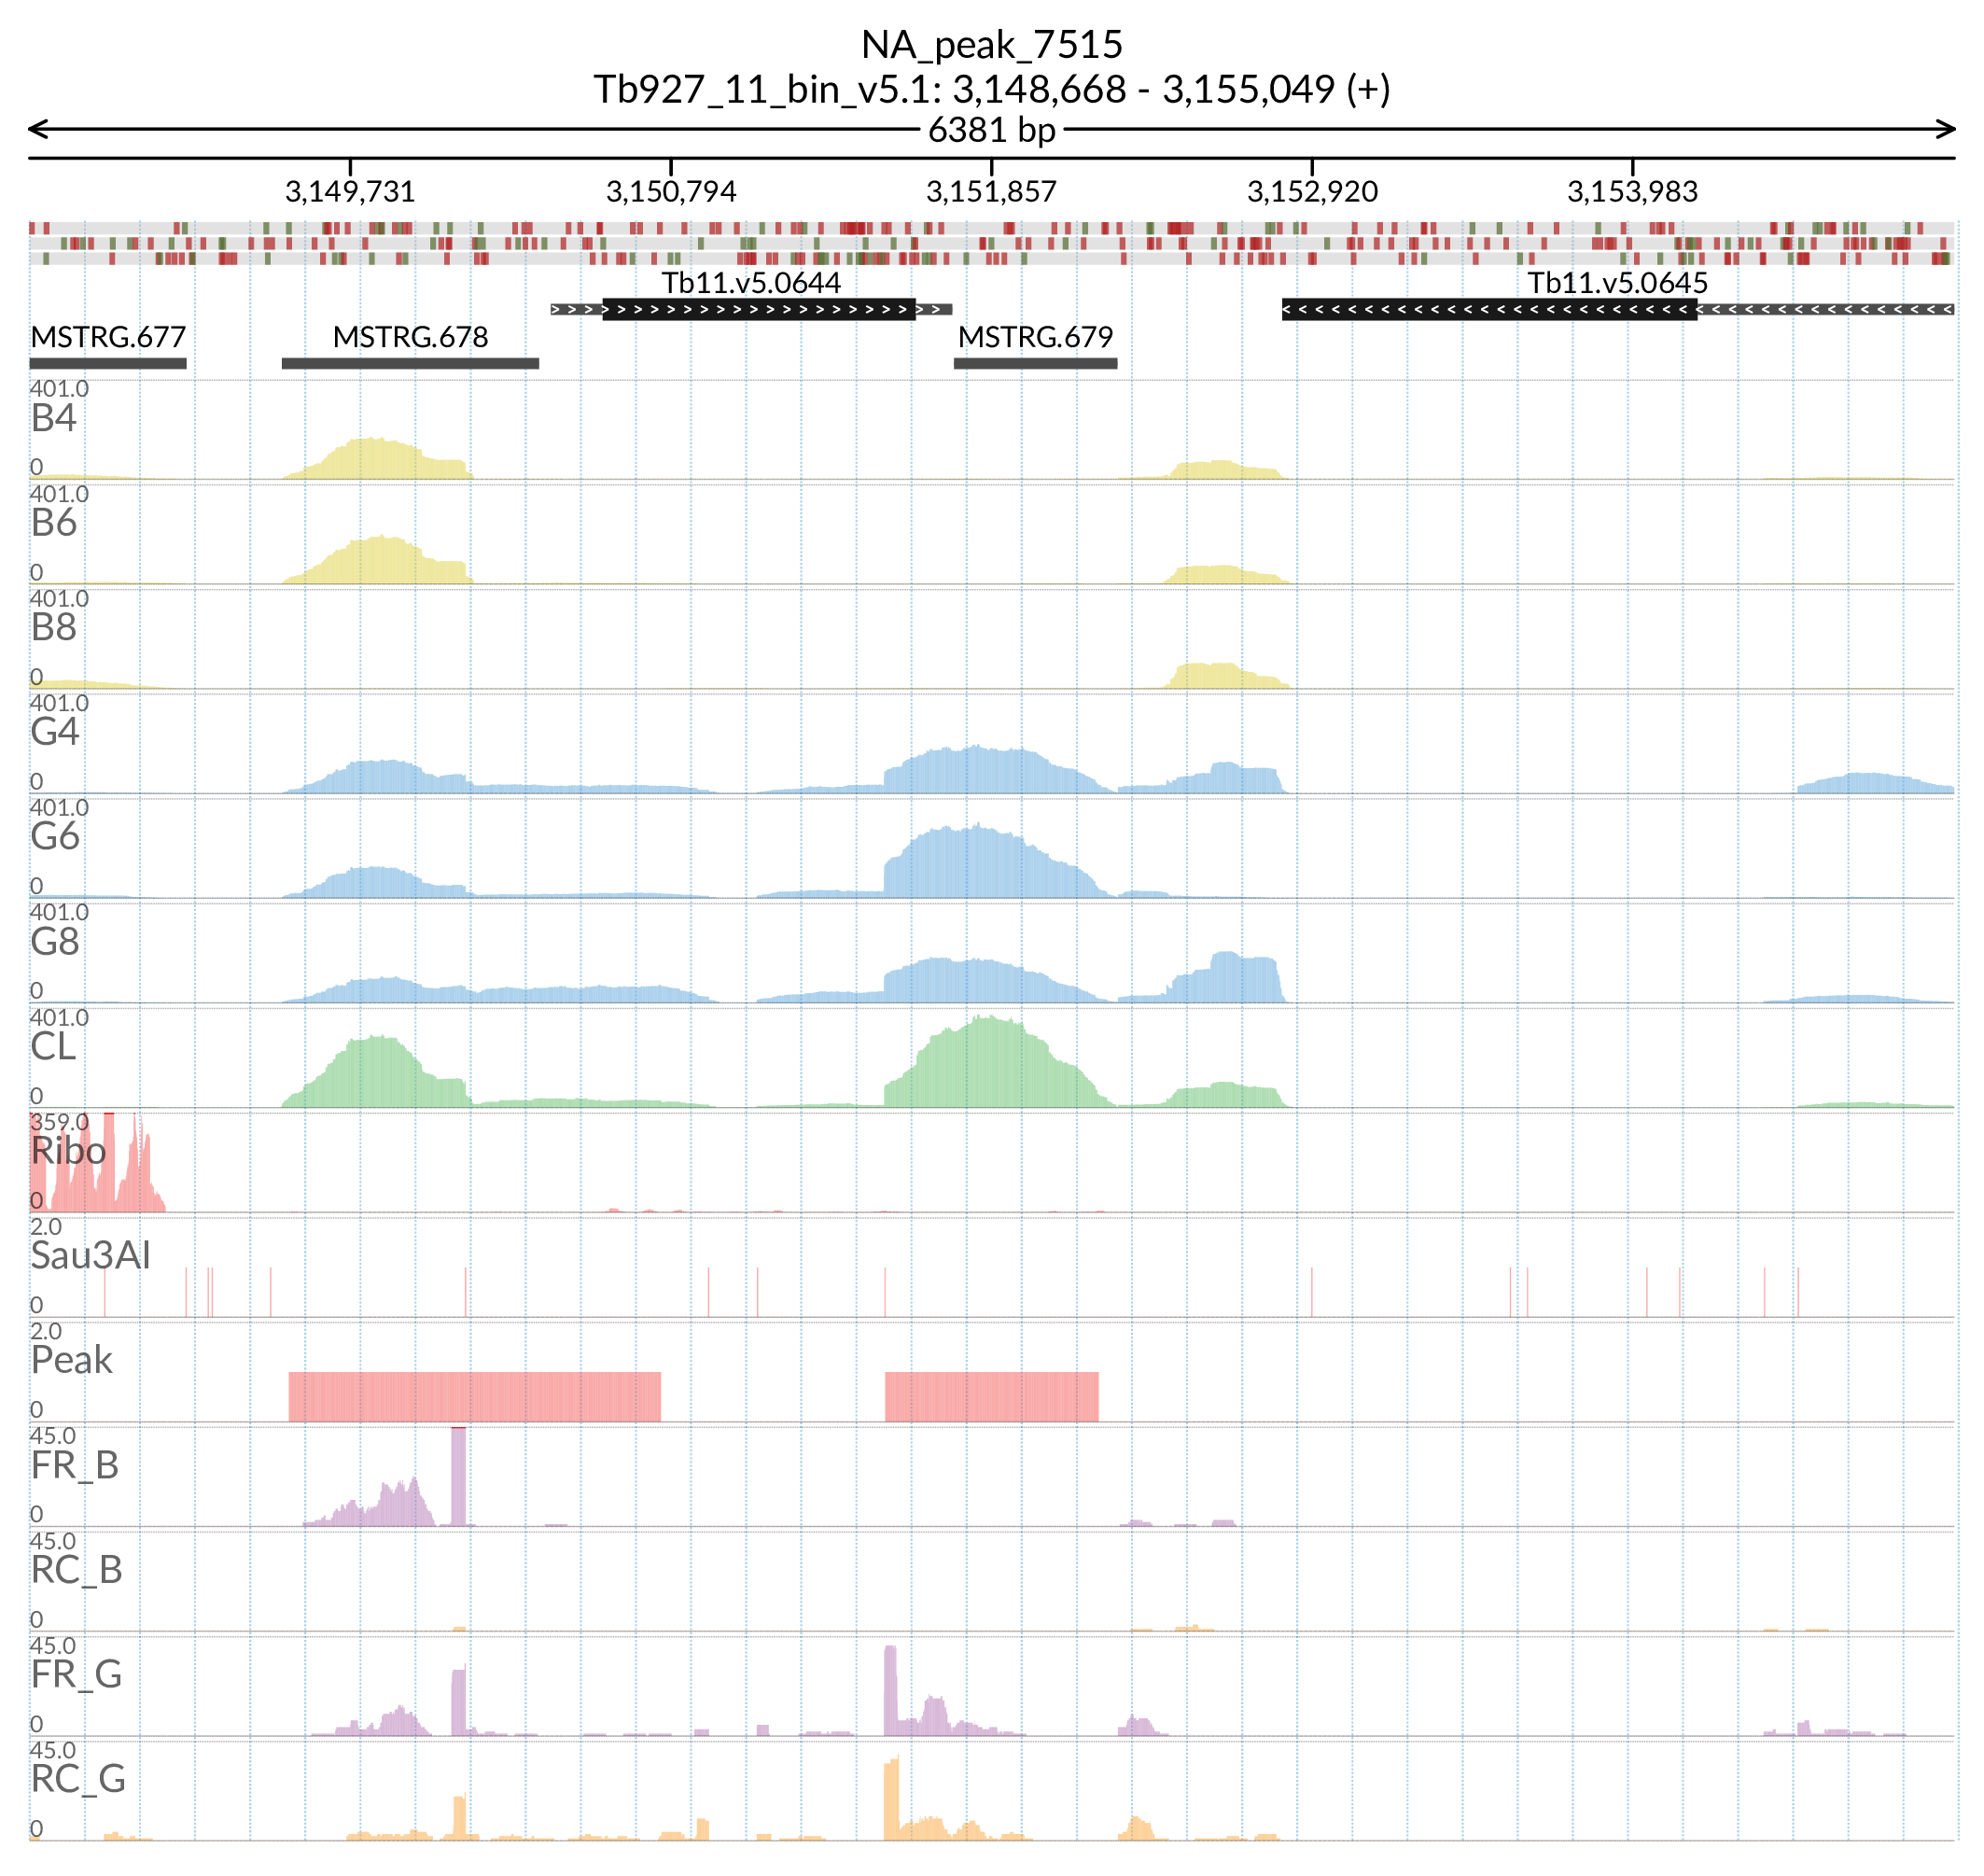 NA_peak_7515
Tb927_11_bin_v5.1: 3,148,668 - 3,155,049 (+)
6381 bp
3,149,731 3,150,794 3,151,857 3,152,920 3,153,983
Tb11.v5.0644 Tb11.v5.0645
MSTRG.677 MSTRG.678 MSTRG.679
401.0
B4
0
401.0
B6
0
401.0
B8
0
401.0
G4
0
401.0
G6
0
401.0
G8
0
401.0
CL
0
359.0
Ribo
0
2.0
Sau3AI
0
2.0
Peak
0
45.0
FR_B
0
45.0
RC_B
0
45.0
FR_G
0
45.0
RC_G
0